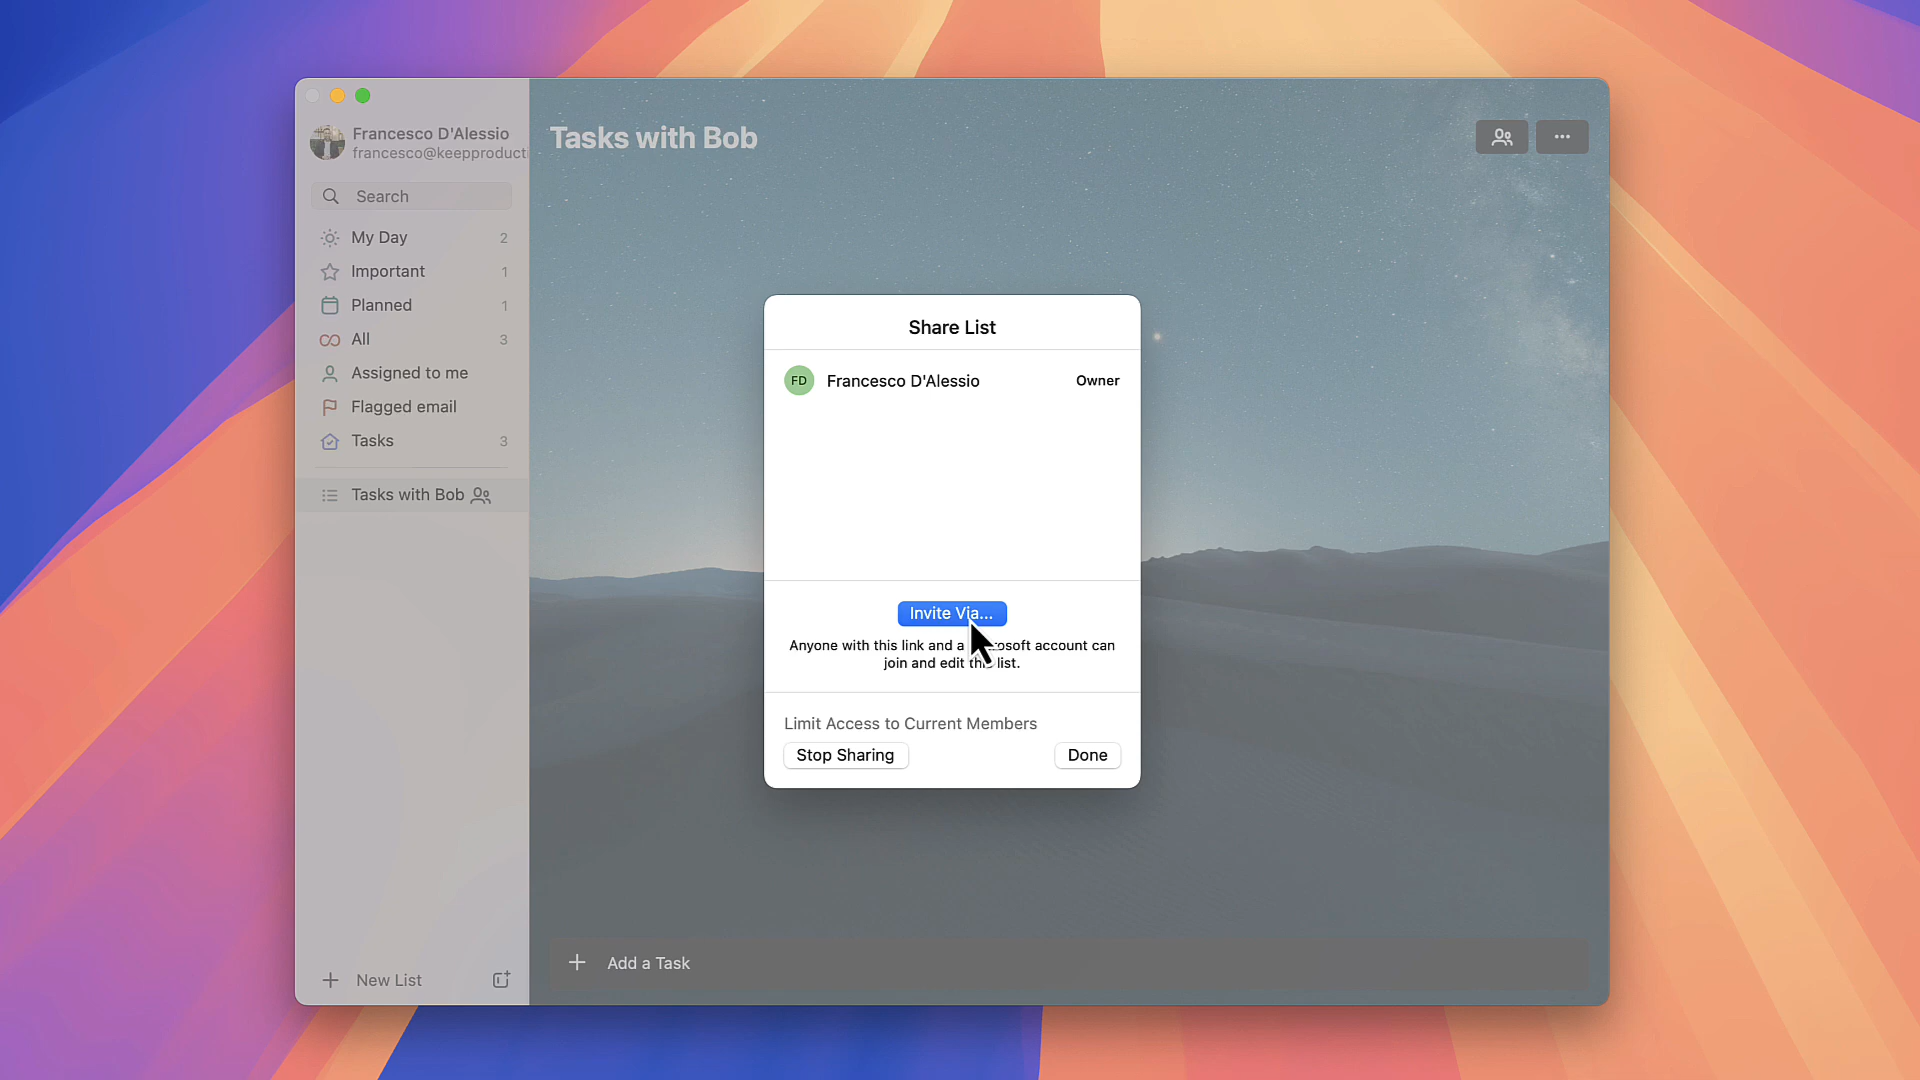 Francesco D'Alessio
francesco@keepproducti
Search
My Day 2
Important 1
Planned 1
All 3
Assigned to me
Flagged email
Tasks 3
Tasks with Bob
New List
Tasks with Bob
Share List
FD Francesco D'Alessio Owner
Invite Via...
Anyone with this link and a account can
join and edit list.
Limit Access to Current Members
Stop Sharing Done
Add a Task